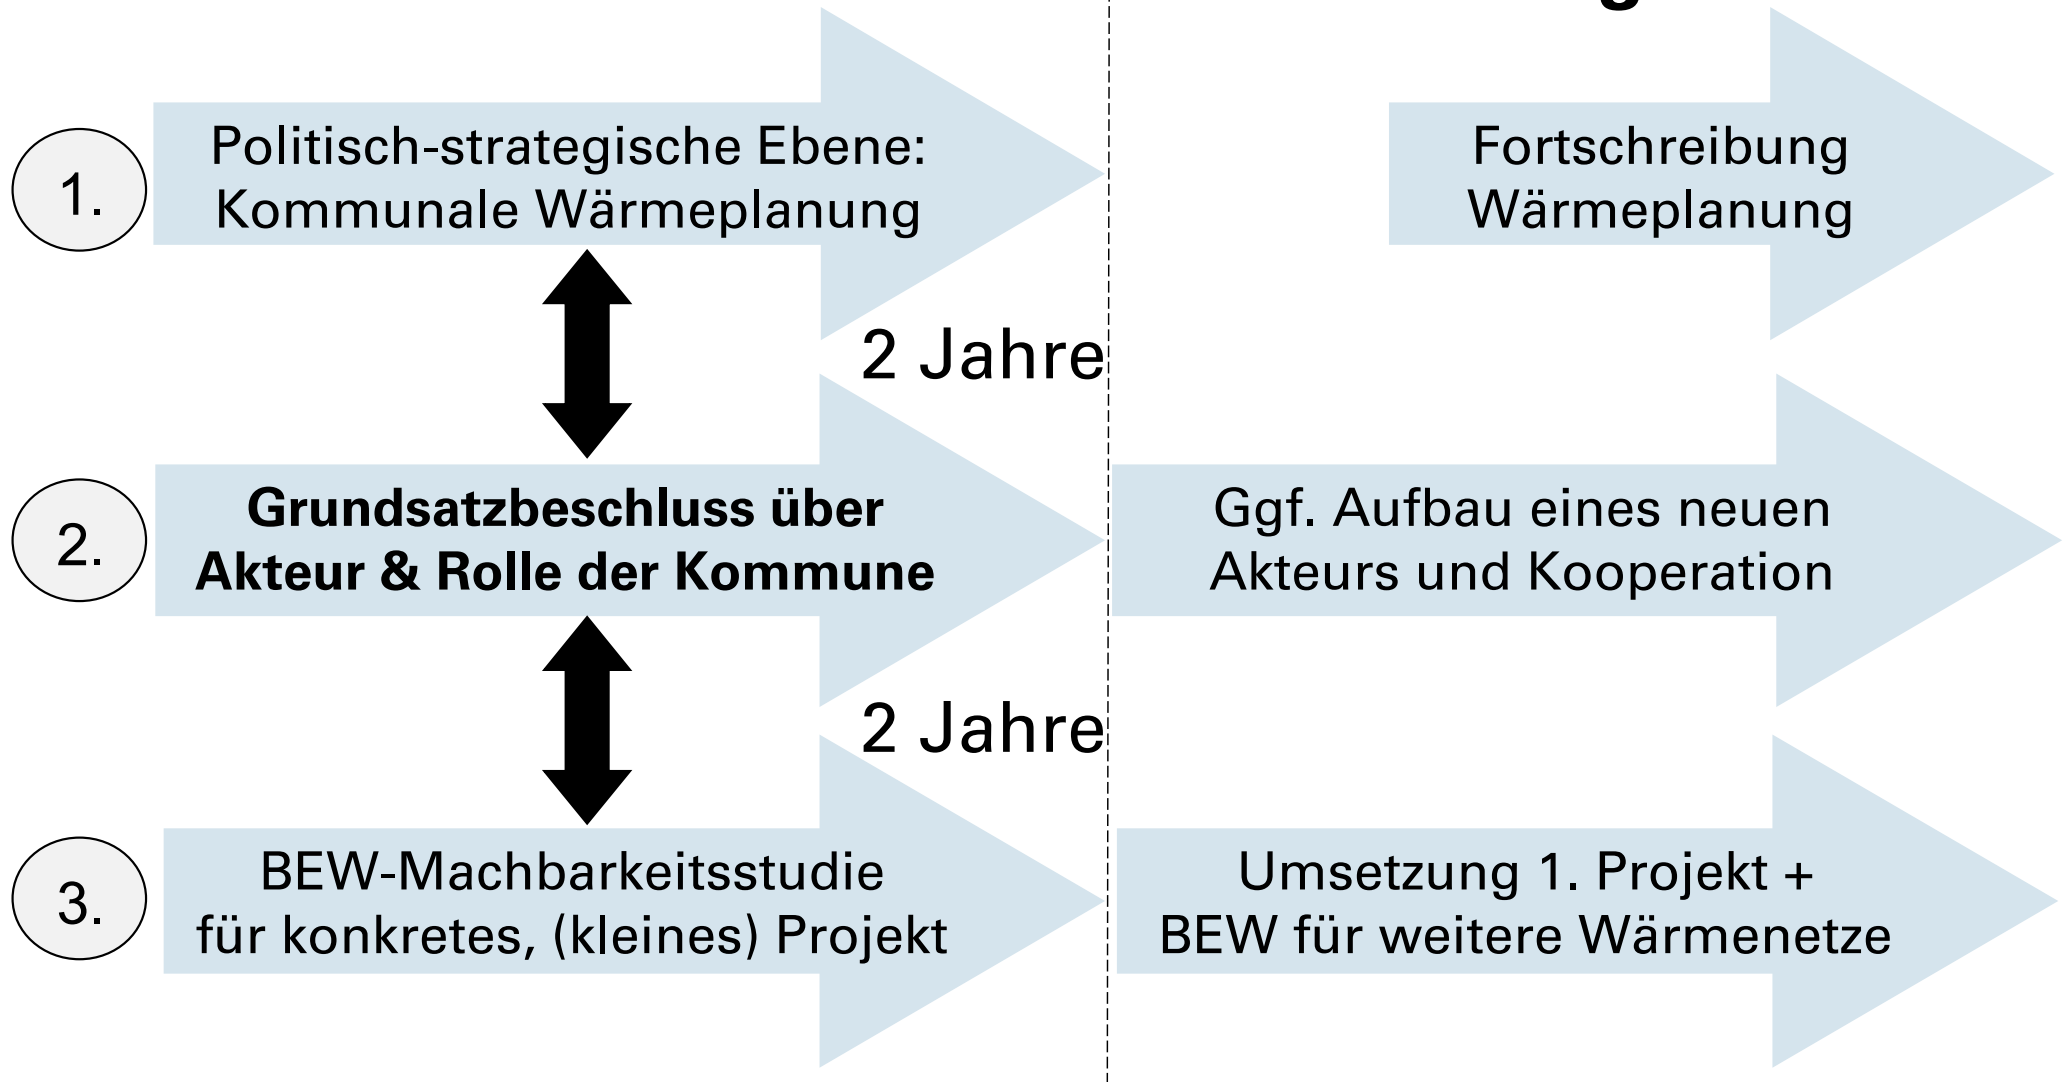 1.
Politisch-strategische Ebene:
Kommunale Wärmeplanung
Fortschreibung
Wärmeplanung
2 Jahre
2.
Grundsatzbeschluss über
Akteur & Rolle der Kommune
Ggf. Aufbau eines neuen
Akteurs und Kooperation
2 Jahre
3.
BEW-Machbarkeitsstudie
für konkretes, (kleines) Projekt
Umsetzung 1. Projekt +
BEW für weitere Wärmenetze